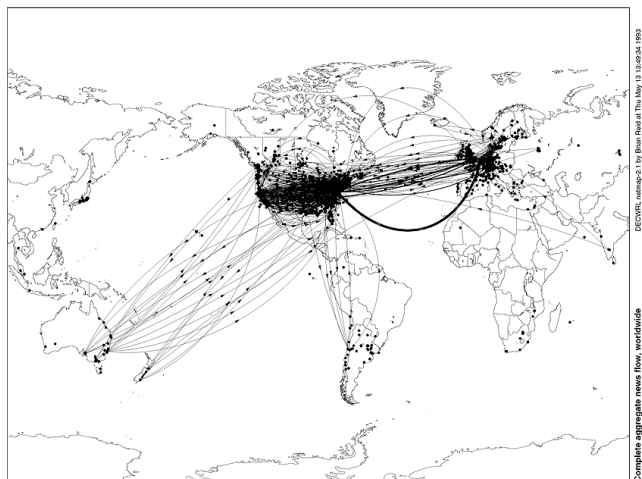 DECWRL netmap-2.1 by Brian Reid at Thu May 13 13:49:34 1993
Complete aggregate news flow, worldwide